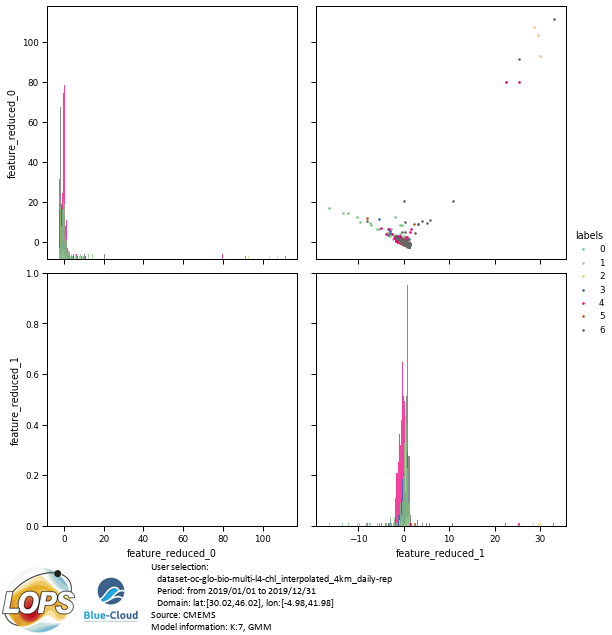 feature_reduced_0
100
80
60
40
20
0
labels
0
1
2
3
4
5
6
feature_reduced_1
1.0
0.8
0.6
0.4
0.2
0.0
0 20 40 60 80 100
−10 0 10 20 30
feature_reduced_0
feature_reduced_1
LOPS
Blue-Cloud
User selection:
dataset-oc-glo-bio-multi-l4-chl_interpolated_4km_daily-rep
Period: from 2019/01/01 to 2019/12/31
Domain: lat:[30.02,46.02], lon:[-4.98,41.98]
Source: CMEMS
Model information: K:7, GMM